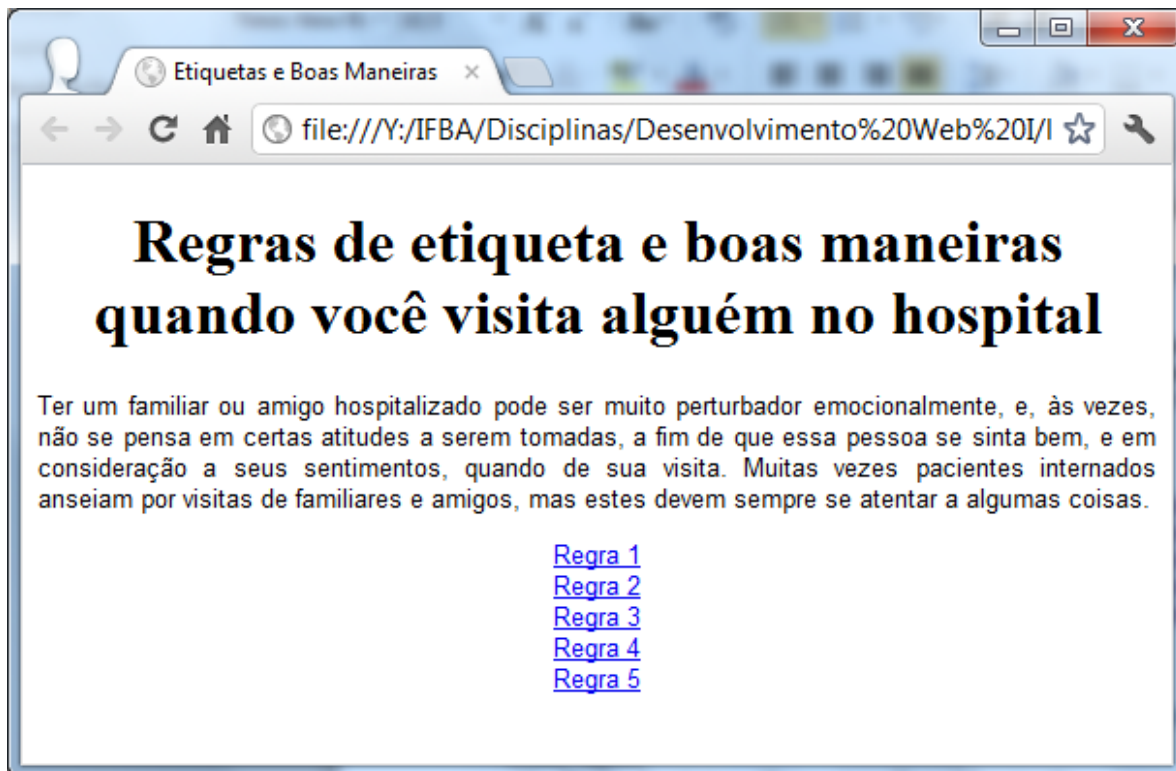 Etiquetas e Boas Maneiras
file:///Y:/IFBA/Disciplinas/Desenvolvimento%20Web%20I/I
Regras de etiqueta e boas maneiras
quando você visita alguém no hospital
Ter um familiar ou amigo hospitalizado pode ser muito perturbador emocionalmente, e, às vezes,
não se pensa em certas atitudes a serem tomadas, a fim de que essa pessoa se sinta bem, e em
consideração a seus sentimentos, quando de sua visita. Muitas vezes pacientes internados
anseiam por visitas de familiares e amigos, mas estes devem sempre se atentar a algumas coisas.
Regra 1
Regra 2
Regra 3
Regra 4
Regra 5